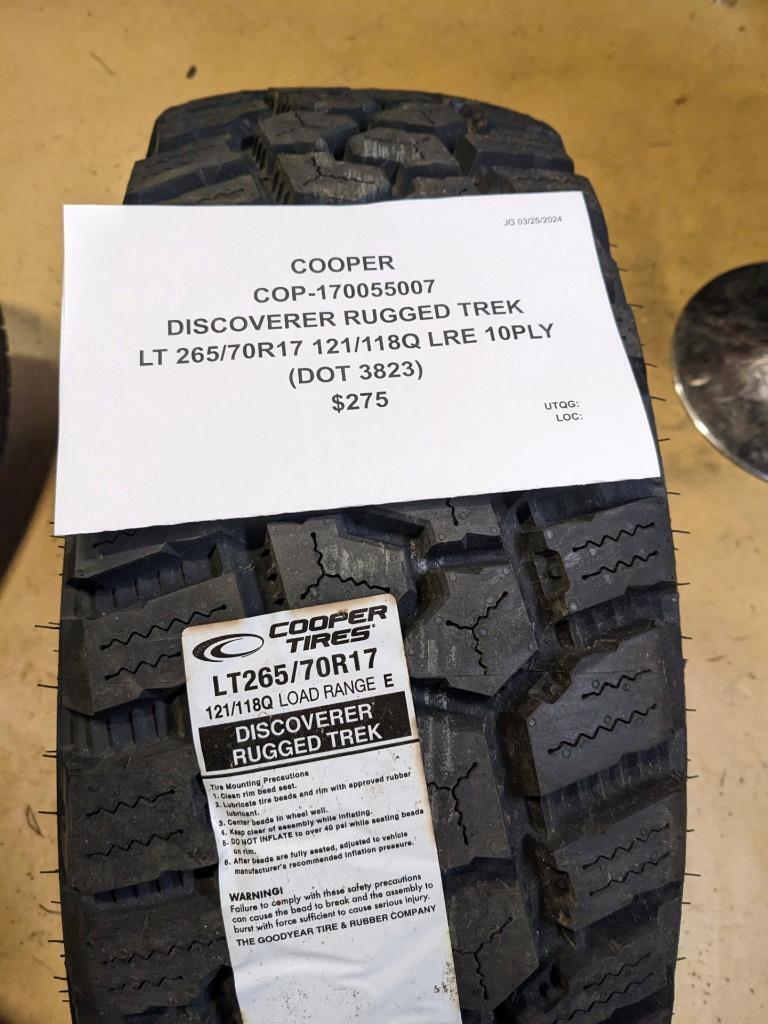 JG 03/25/2024
COOPER
COP-170055007
DISCOVERER RUGGED TREK
LT 265/70R17 121/118Q LRE 10PLY
(DOT 3823)
$275
UTQG:
LOC:
COOPER
TIRES®
LT265/70R17
121/118Q LOAD RANGE E
DISCOVERER
RUGGED TREK
Tire Mounting Precautions
1. Clean rim bead seat.
2. Lubricate tire beads and rim with approved rubber
lubricant.
3. Center beads in wheel well.
4. Keep clear of assembly while inflating.
5- DO NOT INFLATE to over 40 psi while seating beads
on rim.
6. After beads are fully seated, adjusted to vehicle
manufacturer's recommended inflation pressure.
WARNING!
Failure to comply with these safety precautions
can cause the bead to break and the assembly to
burst with force sufficient to cause serious injury.
THE GOODYEAR TIRE & RUBBER COMPANY